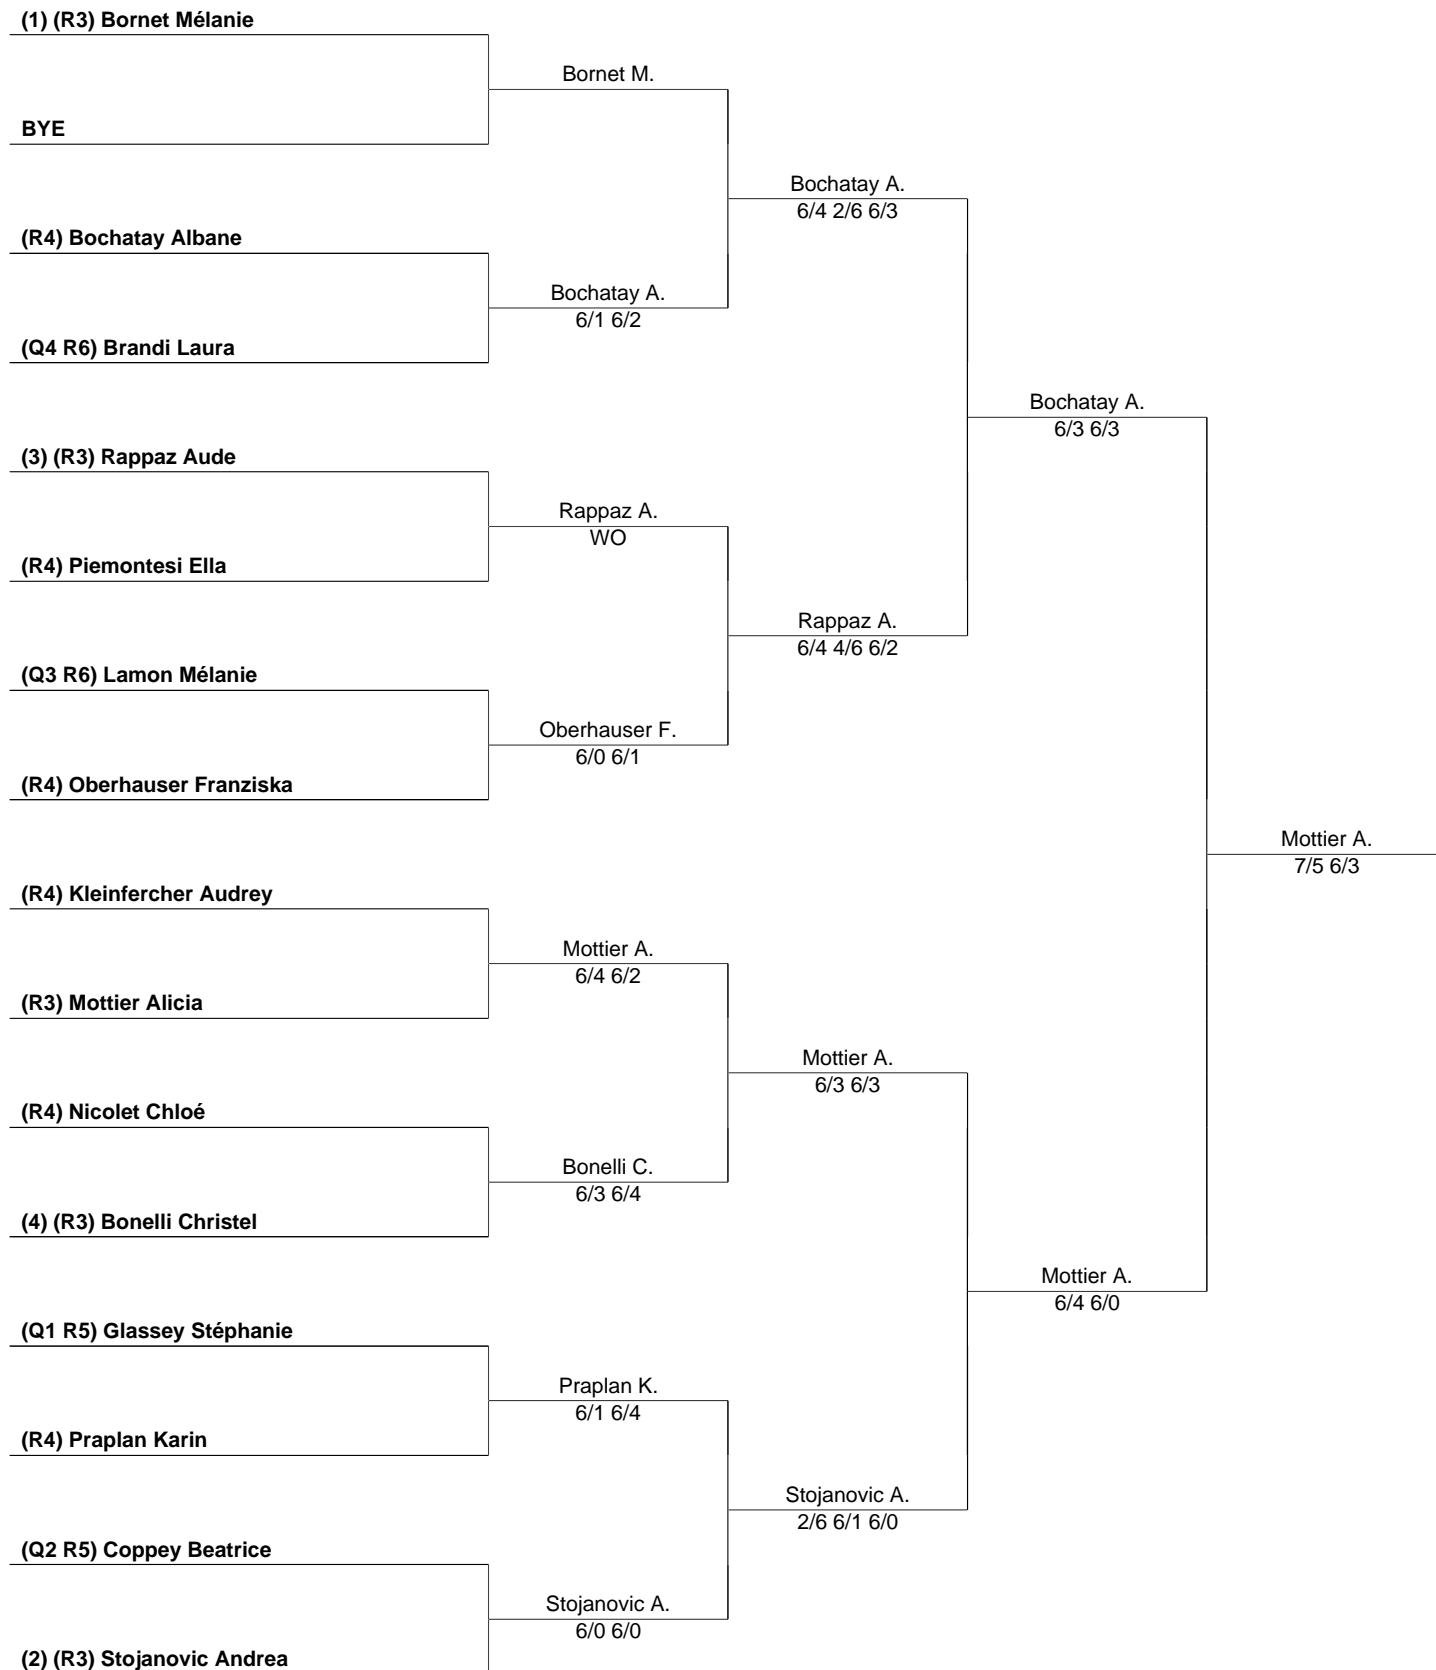 (1) (R3) Bornet Mélanie
Bornet M.
BYE
Bochatay A.
6/4 2/6 6/3
(R4) Bochatay Albane
Bochatay A.
6/1 6/2
(Q4 R6) Brandi Laura
Bochatay A.
6/3 6/3
(3) (R3) Rappaz Aude
Rappaz A.
WO
(R4) Piemontesi Ella
Rappaz A.
6/4 4/6 6/2
(Q3 R6) Lamon Mélanie
Oberhauser F.
6/0 6/1
(R4) Oberhauser Franziska
Mottier A.
7/5 6/3
(R4) Kleinfercher Audrey
Mottier A.
6/4 6/2
(R3) Mottier Alicia
Mottier A.
6/3 6/3
(R4) Nicolet Chloé
Bonelli C.
6/3 6/4
(4) (R3) Bonelli Christel
Mottier A.
6/4 6/0
(Q1 R5) Glassey Stéphanie
Praplan K.
6/1 6/4
(R4) Praplan Karin
Stojanovic A.
2/6 6/1 6/0
(Q2 R5) Coppey Beatrice
Stojanovic A.
6/0 6/0
(2) (R3) Stojanovic Andrea